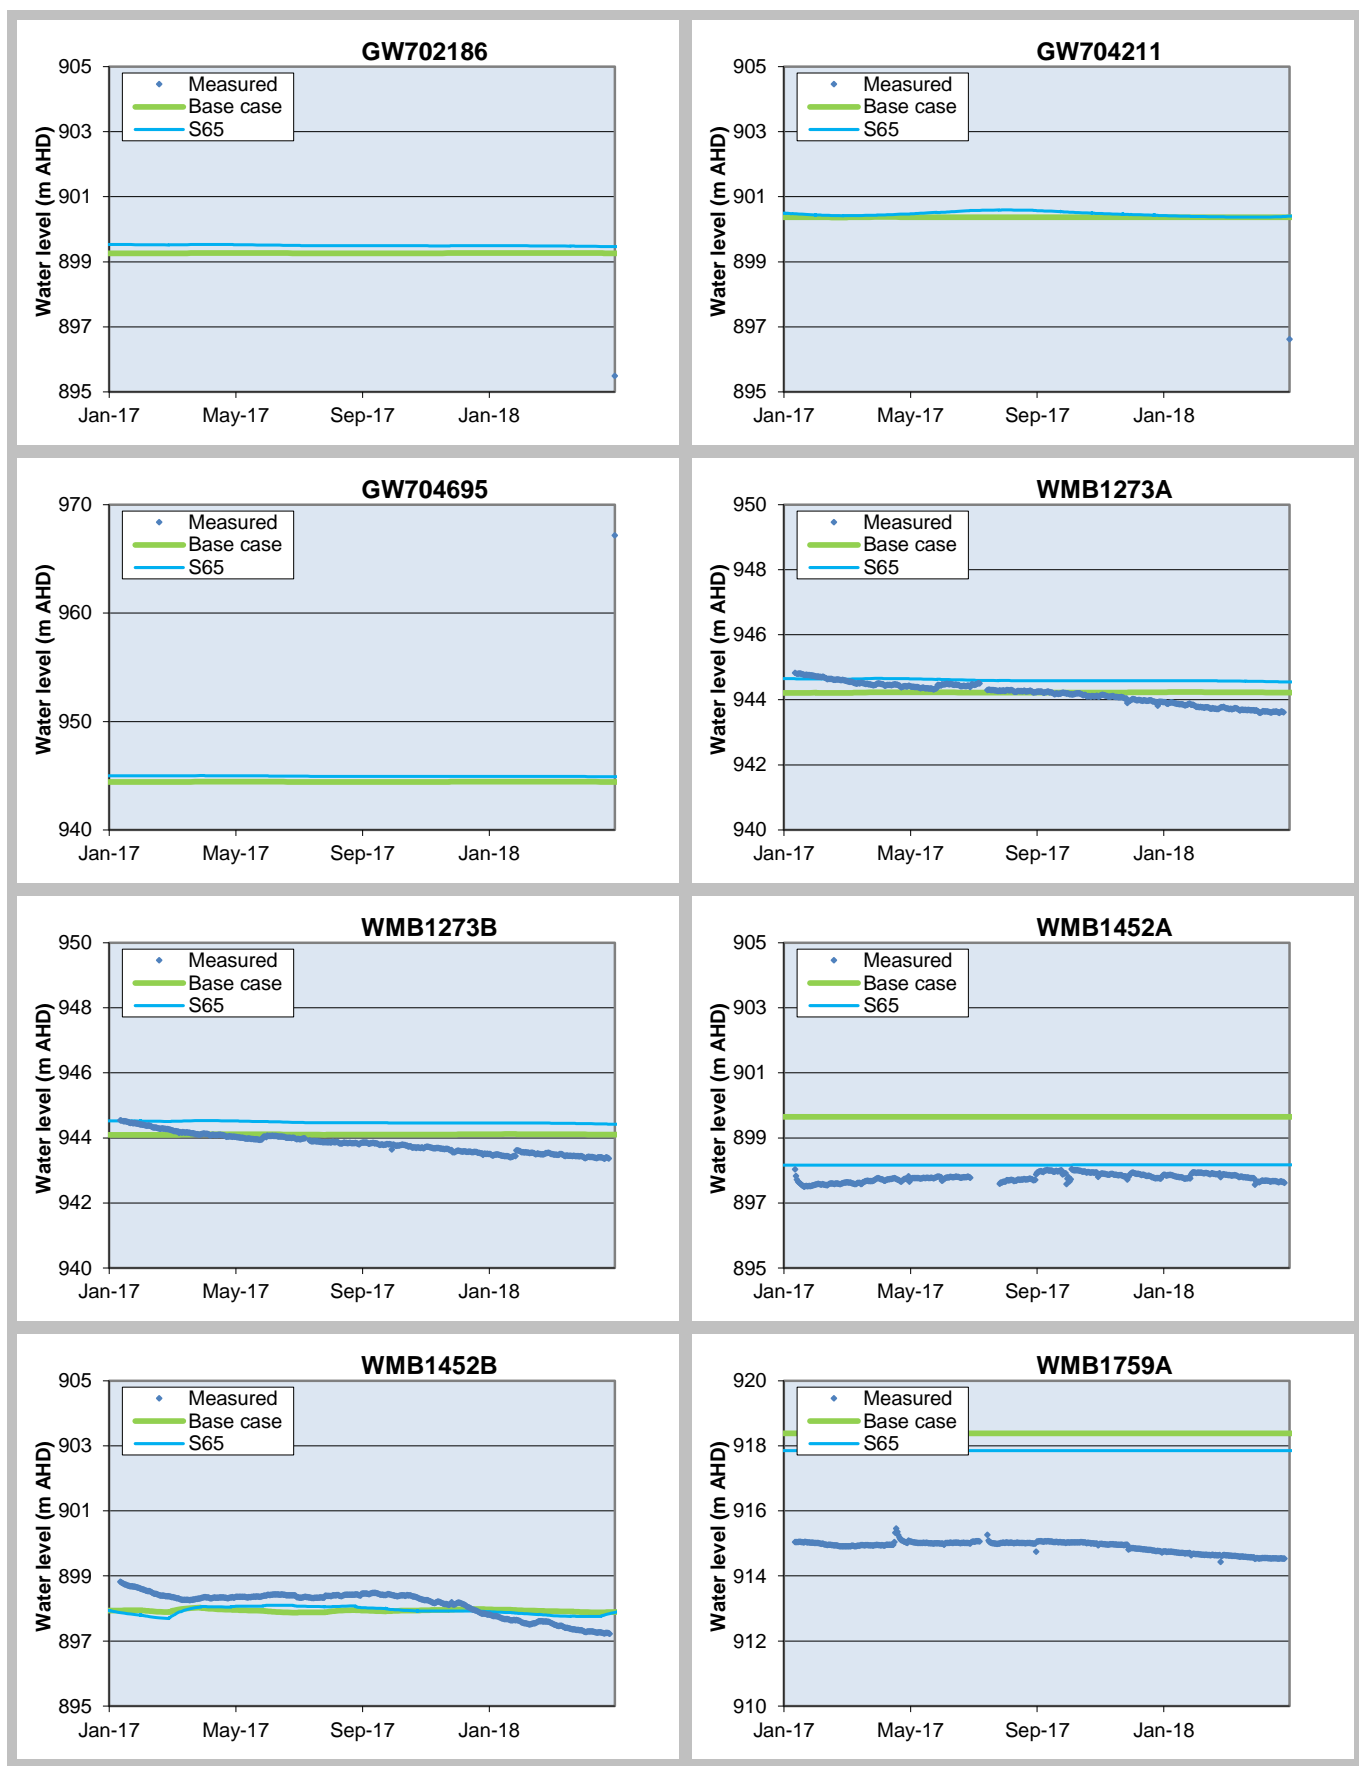 GW702186
Water level (m AHD)
905
903
901
899
897
895
Measured
Base case
S65
Jan-17 May-17 Sep-17 Jan-18
GW704211
Water level (m AHD)
905
903
901
899
897
895
Measured
Base case
S65
Jan-17 May-17 Sep-17 Jan-18
GW704695
Water level (m AHD)
970
960
950
940
Measured
Base case
S65
Jan-17 May-17 Sep-17 Jan-18
WMB1273A
Water level (m AHD)
950
948
946
944
942
940
Measured
Base case
S65
Jan-17 May-17 Sep-17 Jan-18
WMB1273B
Water level (m AHD)
950
948
946
944
942
940
Measured
Base case
S65
Jan-17 May-17 Sep-17 Jan-18
WMB1452A
Water level (m AHD)
905
903
901
899
897
895
Measured
Base case
S65
Jan-17 May-17 Sep-17 Jan-18
WMB1452B
Water level (m AHD)
905
903
901
899
897
895
Measured
Base case
S65
Jan-17 May-17 Sep-17 Jan-18
WMB1759A
Water level (m AHD)
920
918
916
914
912
910
Measured
Base case
S65
Jan-17 May-17 Sep-17 Jan-18